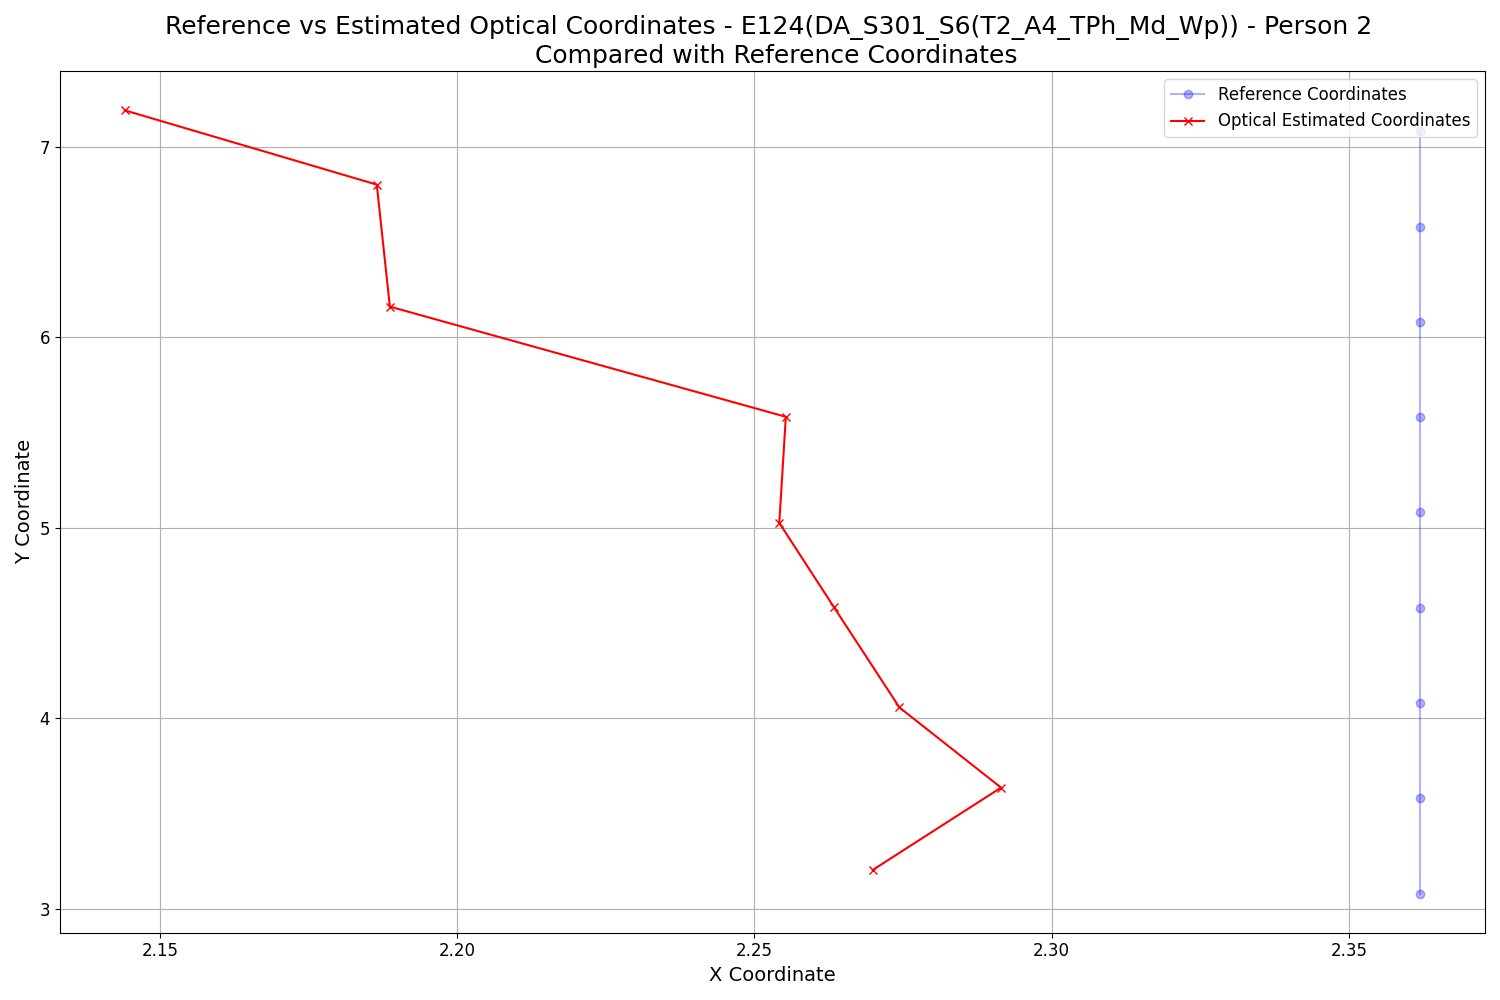 Reference vs Estimated Optical Coordinates - E124(DA_S301_S6(T2_A4_TPh_Md_Wp)) - Person 2
Compared with Reference Coordinates
Reference Coordinates
Optical Estimated Coordinates
7
6
5
4
3
Y Coordinate
2.15
2.20
2.25
2.30
2.35
X Coordinate